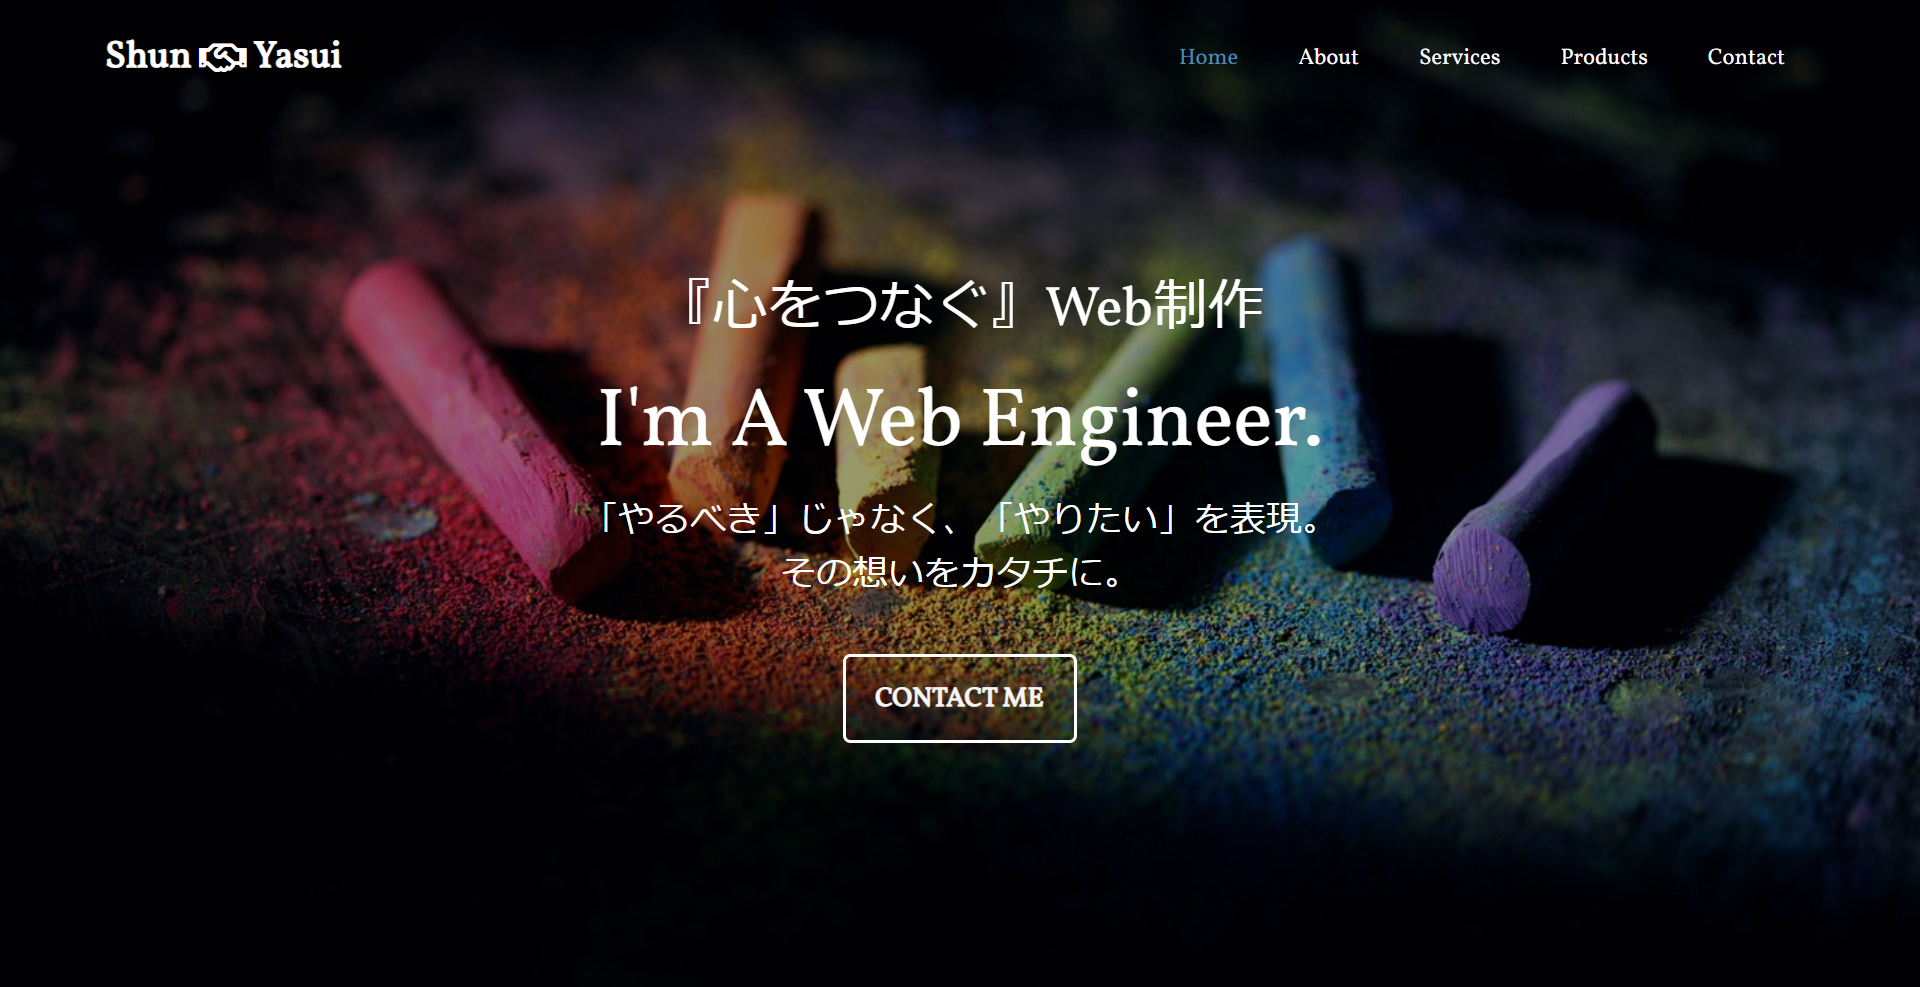 Shun Yasui
Home
About
Services
Products
Contact
『心をつなぐ』Web制作
I'm A Web Engineer.
「やるべき」じゃなく、「やりたい」を表現。
その想いをカタチに。
CONTACT ME